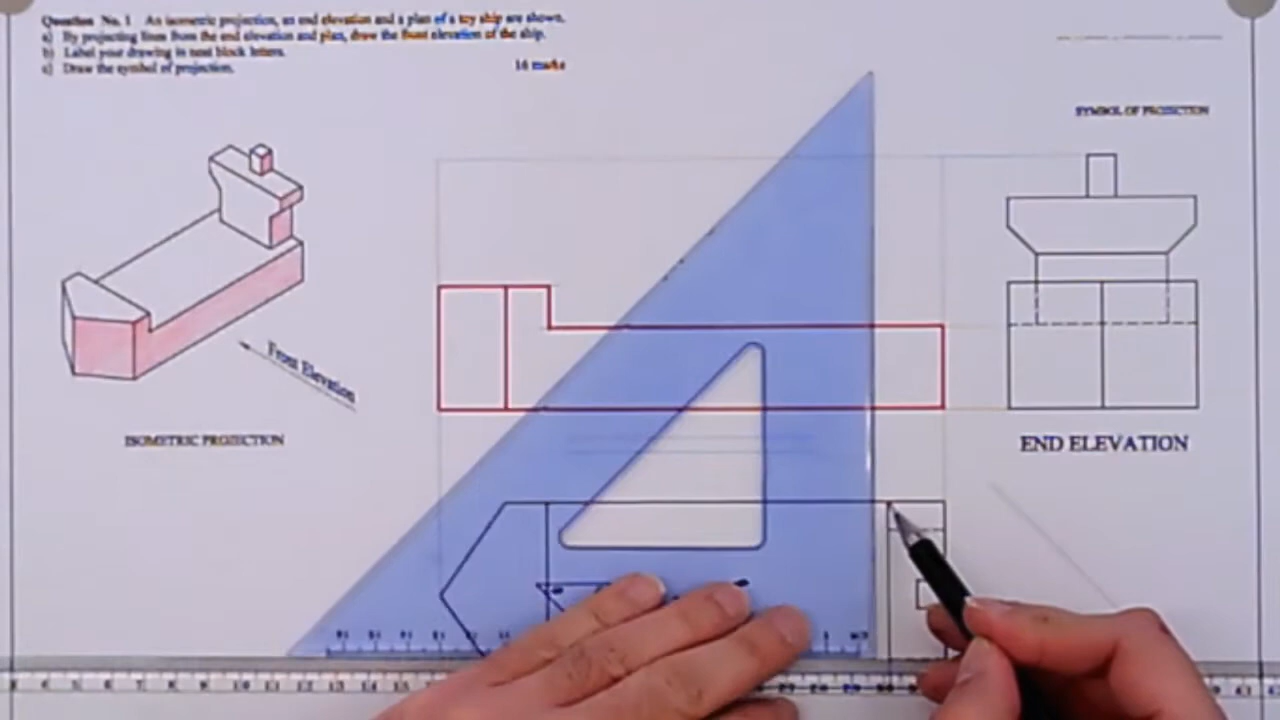 Question No. 1 An isometric projection, an end elevation and a plan of a toy ship are shown.
a) By projecting lines from the end elevation and plan, draw the front elevation of the ship.
b) Label your drawing in neat block letters.
c) Draw the symbol of projection.
16 marks
SYMBOL OF PROJECTION
Front Elevation
ISOMETRIC PROJECTION
END ELEVATION